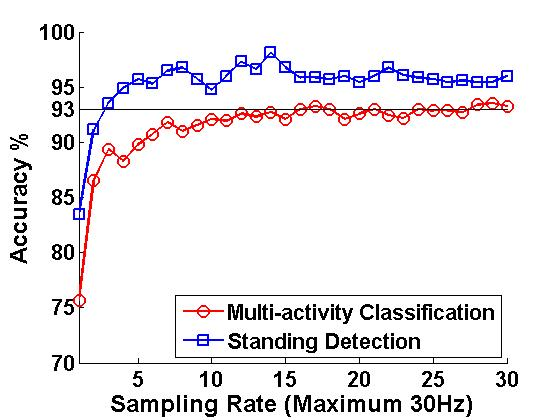 100
95
93
90
85
80
75
70
Accuracy %
Multi-activity Classification
Standing Detection
5 10 15 20 25 30
Sampling Rate (Maximum 30Hz)